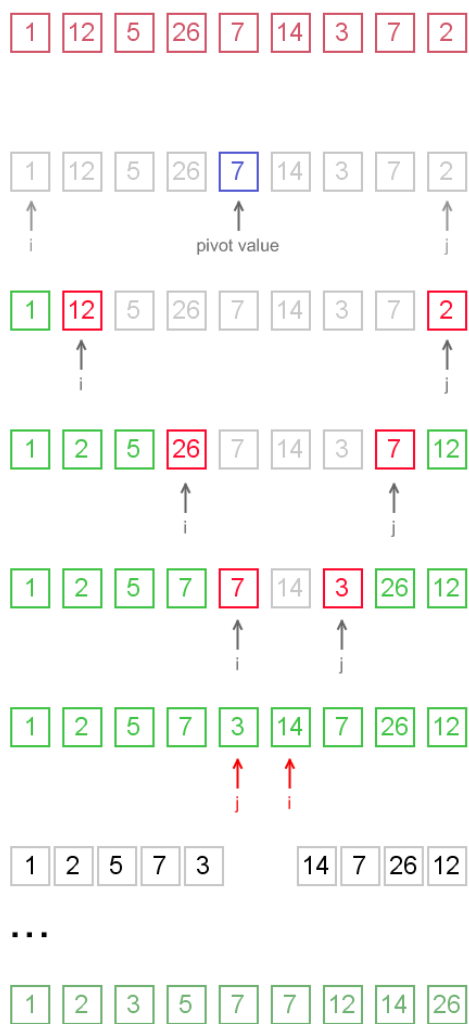 1 12 5 26 7 14 3 7 2
1 12 5 26 7 14 3 7 2
i pivot value j
1 12 5 26 7 14 3 7 2
i j
1 2 5 26 7 14 3 7 12
i j
1 2 5 7 7 14 3 26 12
i j
1 2 5 7 3 14 7 26 12
j i
1 2 5 7 3 14 7 26 12
...
1 2 3 5 7 7 12 14 26